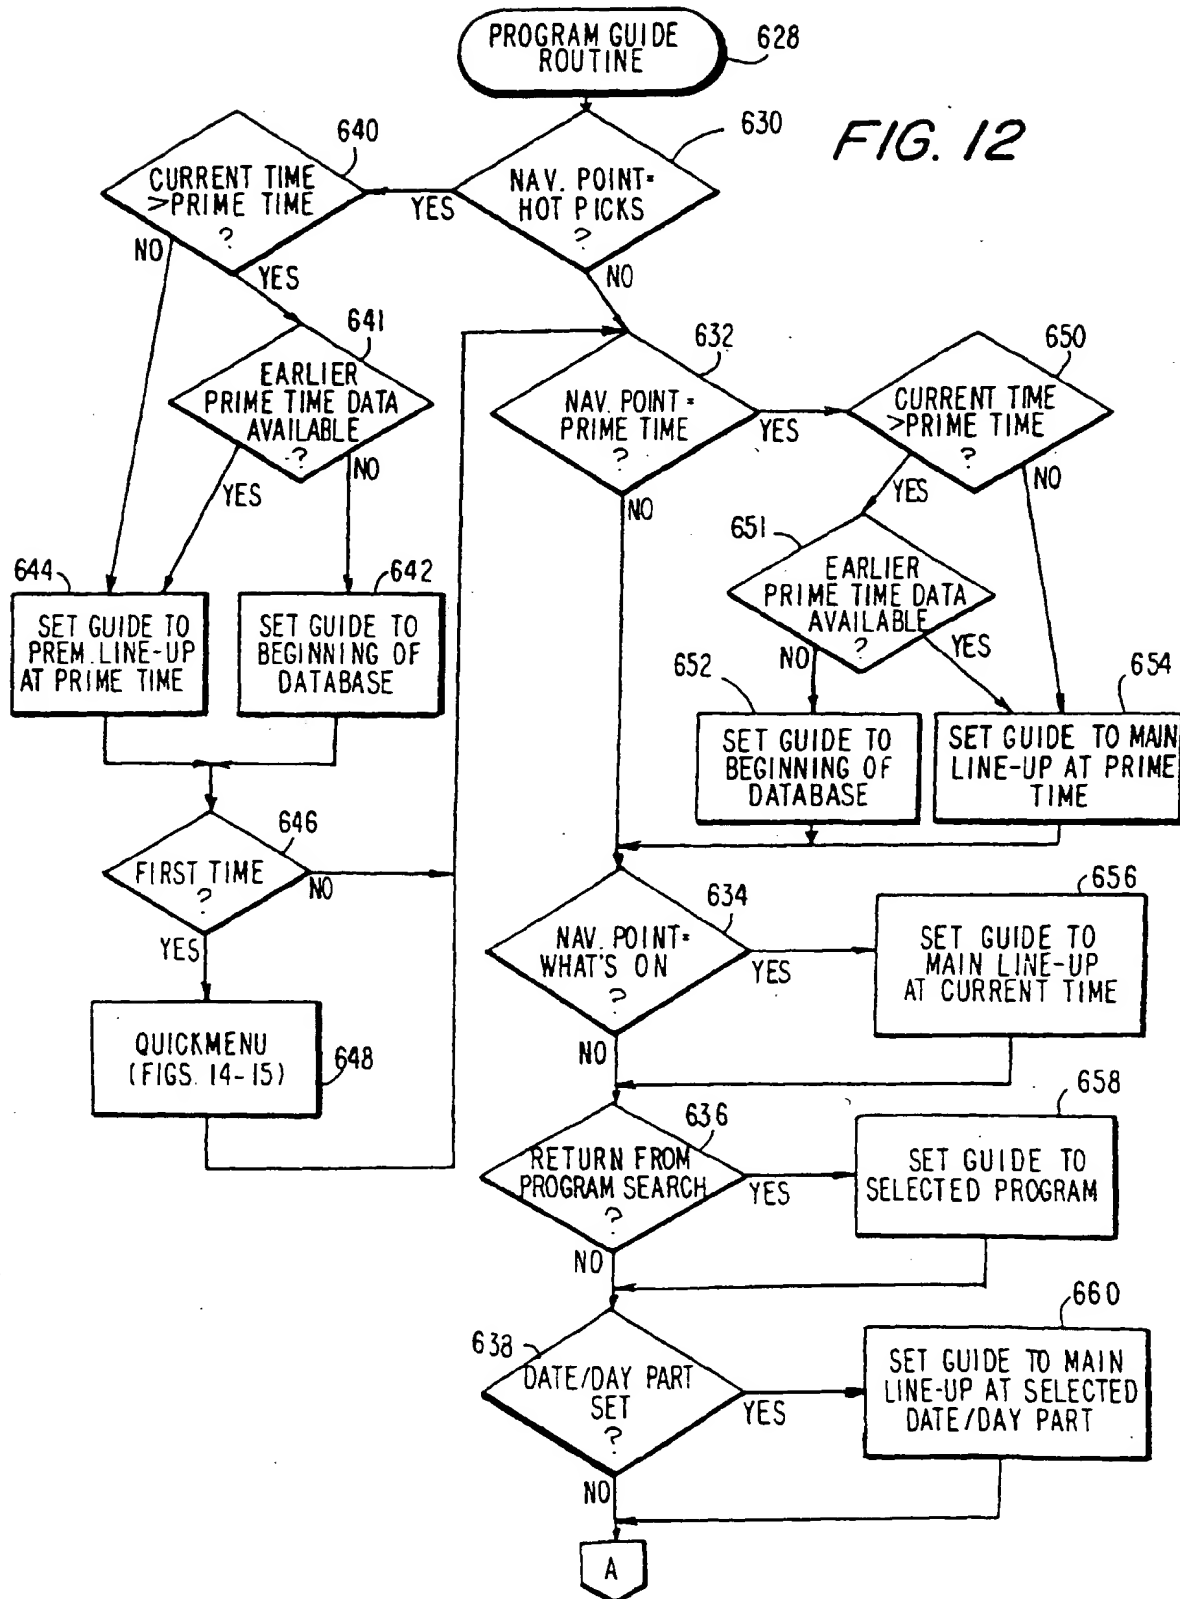 PROGRAM GUIDE
ROUTINE
628
FIG. 12
630
NAV. POINT=
HOT PICKS
?
YES
NO
640
CURRENT TIME
>PRIME TIME
?
NO
YES
641
EARLIER
PRIME TIME DATA
AVAILABLE
?
YES
NO
644
SET GUIDE TO
PREM. LINE-UP
AT PRIME TIME
642
SET GUIDE TO
BEGINNING OF
DATABASE
646
FIRST TIME
?
NO
YES
QUICKMENU
(FIGS. 14-15)
648
632
NAV. POINT =
PRIME TIME
?
YES
NO
650
CURRENT TIME
>PRIME TIME
?
YES
NO
651
EARLIER
PRIME TIME DATA
AVAILABLE
?
NO
YES
652
SET GUIDE TO
BEGINNING OF
DATABASE
654
SET GUIDE TO MAIN
LINE-UP AT PRIME
TIME
634
NAV. POINT=
WHAT'S ON
?
YES
NO
656
SET GUIDE TO
MAIN LINE-UP
AT CURRENT TIME
636
RETURN FROM
PROGRAM SEARCH
?
YES
NO
658
SET GUIDE TO
SELECTED PROGRAM
638
DATE/DAY PART
SET
?
YES
NO
660
SET GUIDE TO MAIN
LINE-UP AT SELECTED
DATE/DAY PART
A